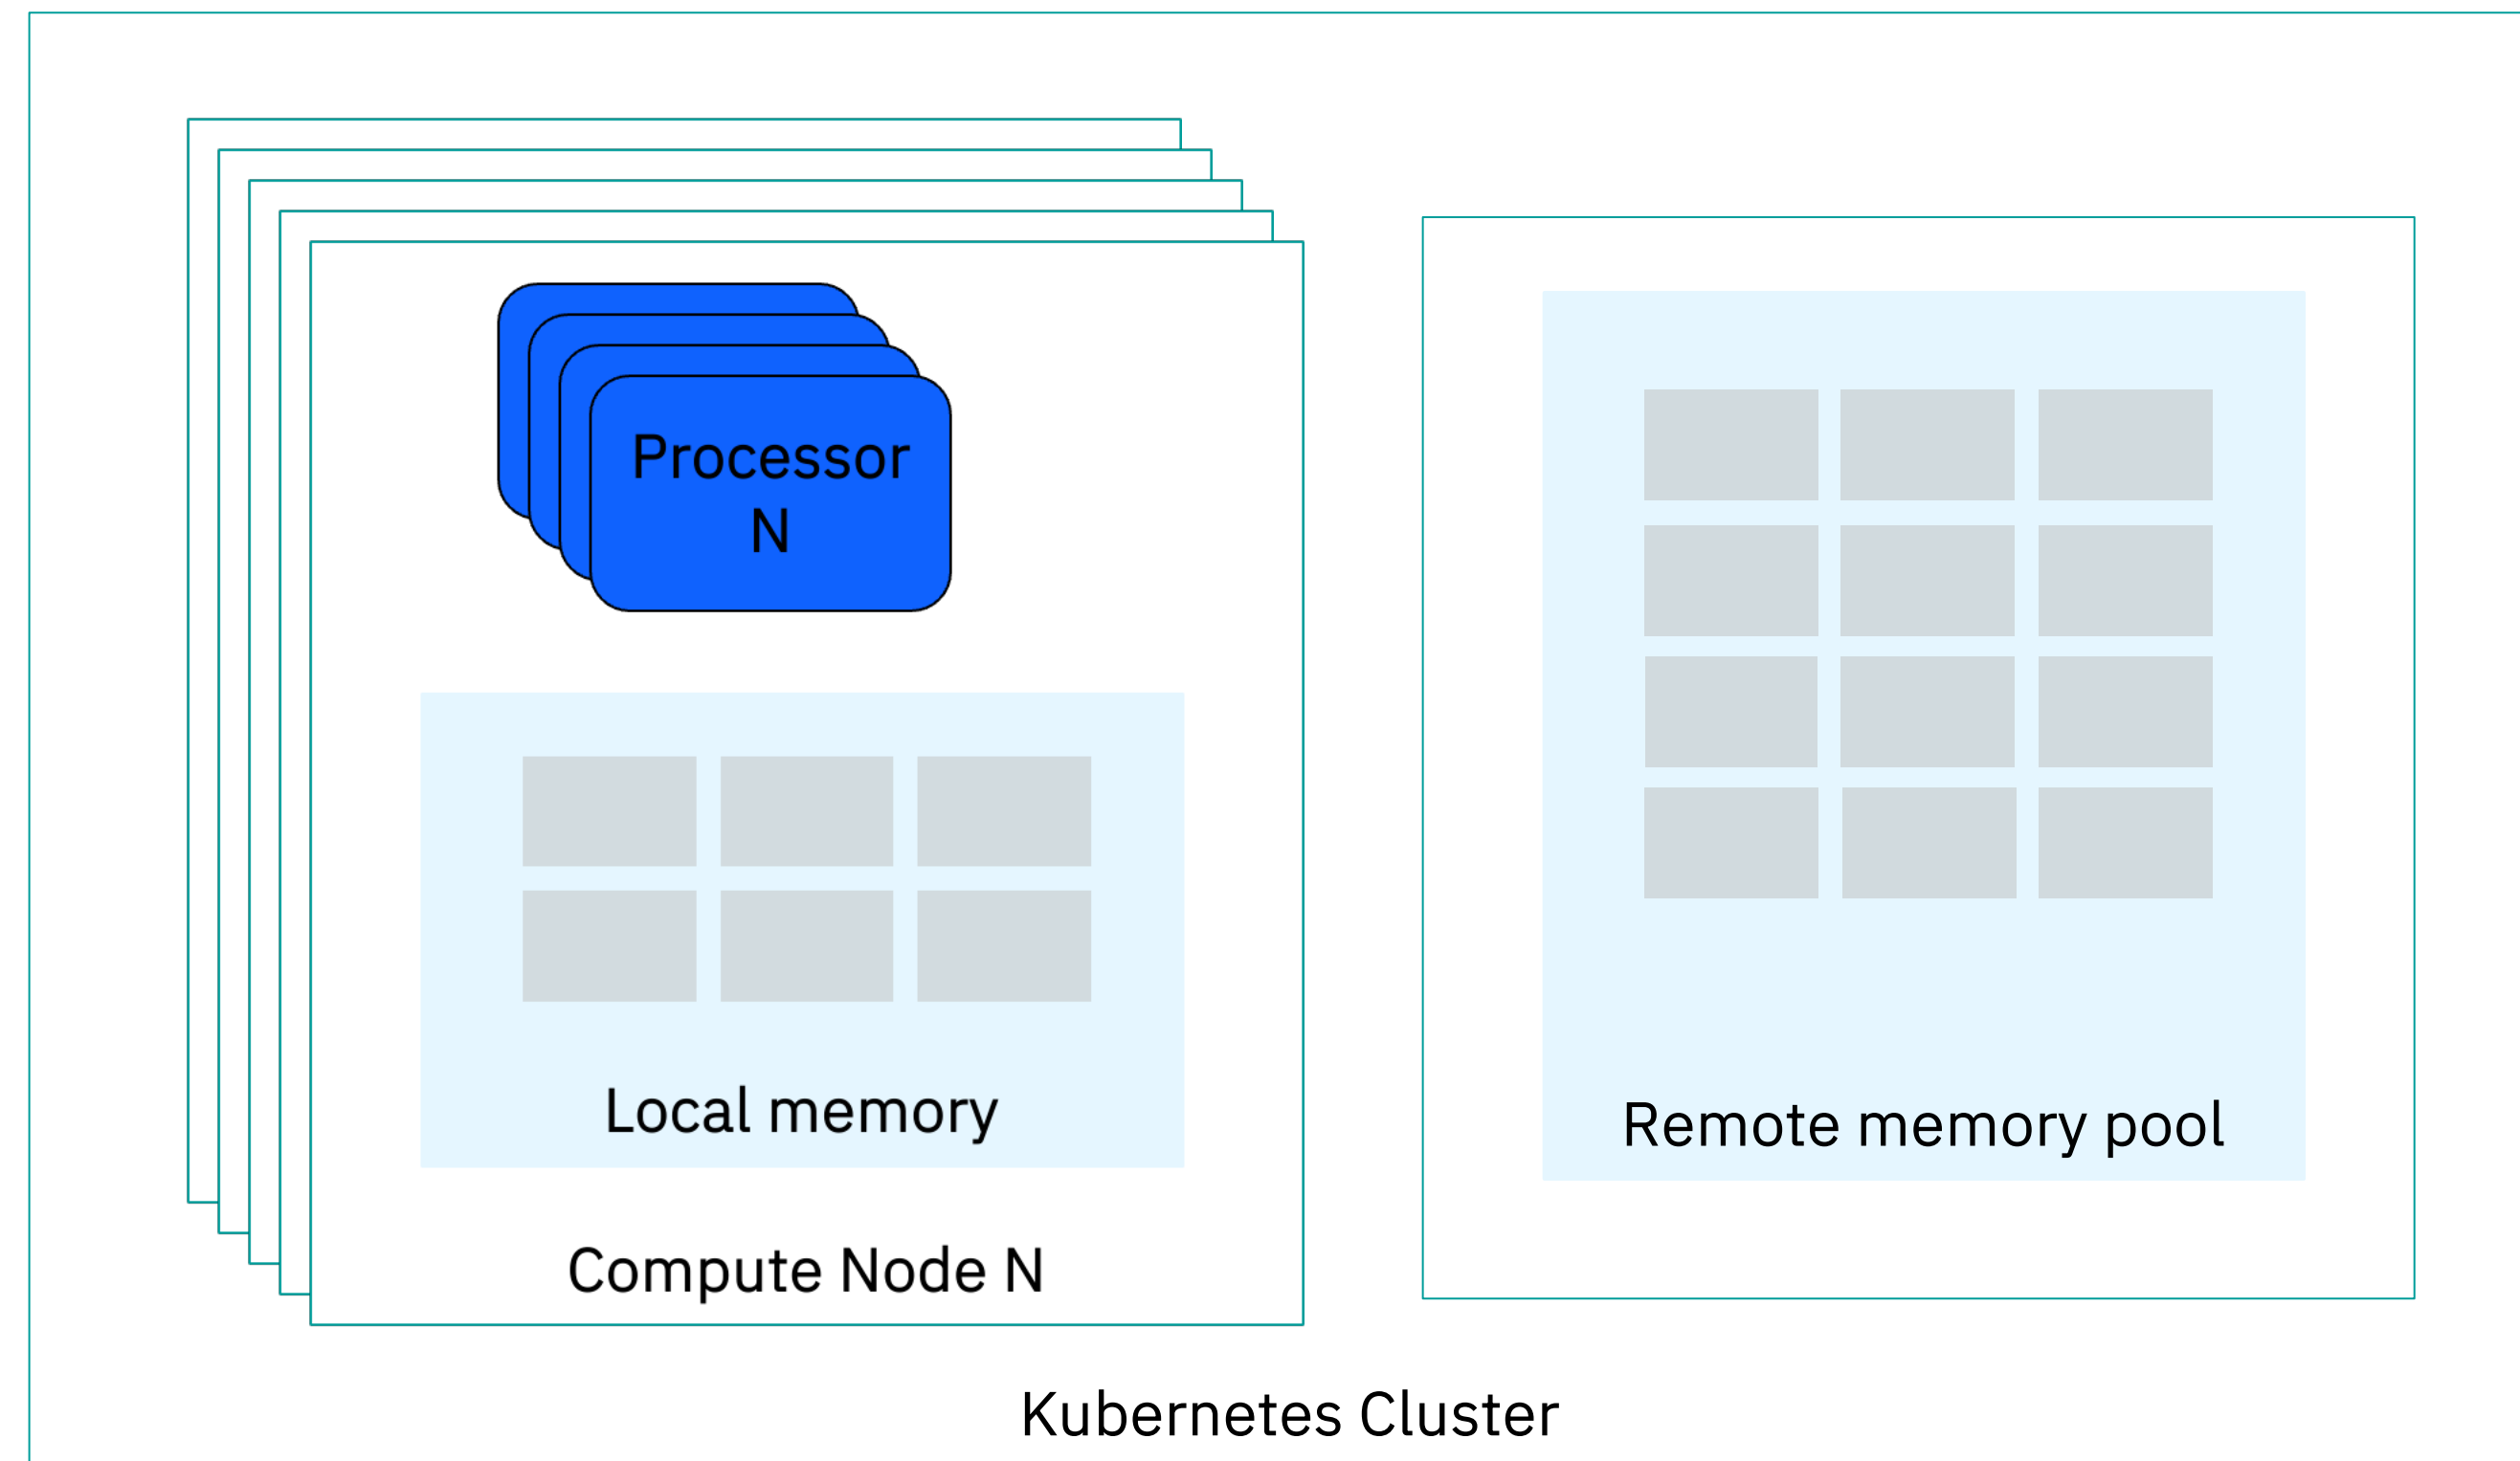 Processor
N
Local memory
Compute Node N
Remote memory pool
Kubernetes Cluster